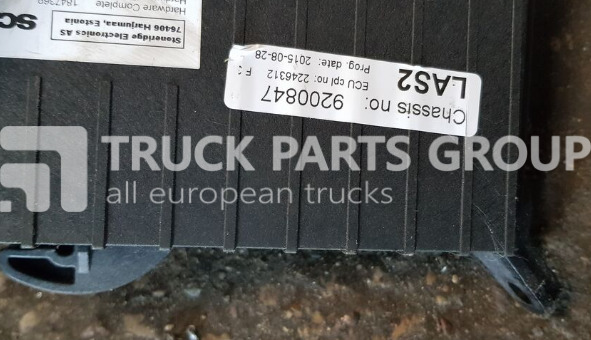 LAS2
Chassis no: 9200847
ECU cpl no: 2246312
Prog. date: 2015-08-28
Stoneridge Electronics AS
76406 Harjumaa, Estonia
Hardware Complete
1847389
TRUCK PARTS GROUP
all european trucks